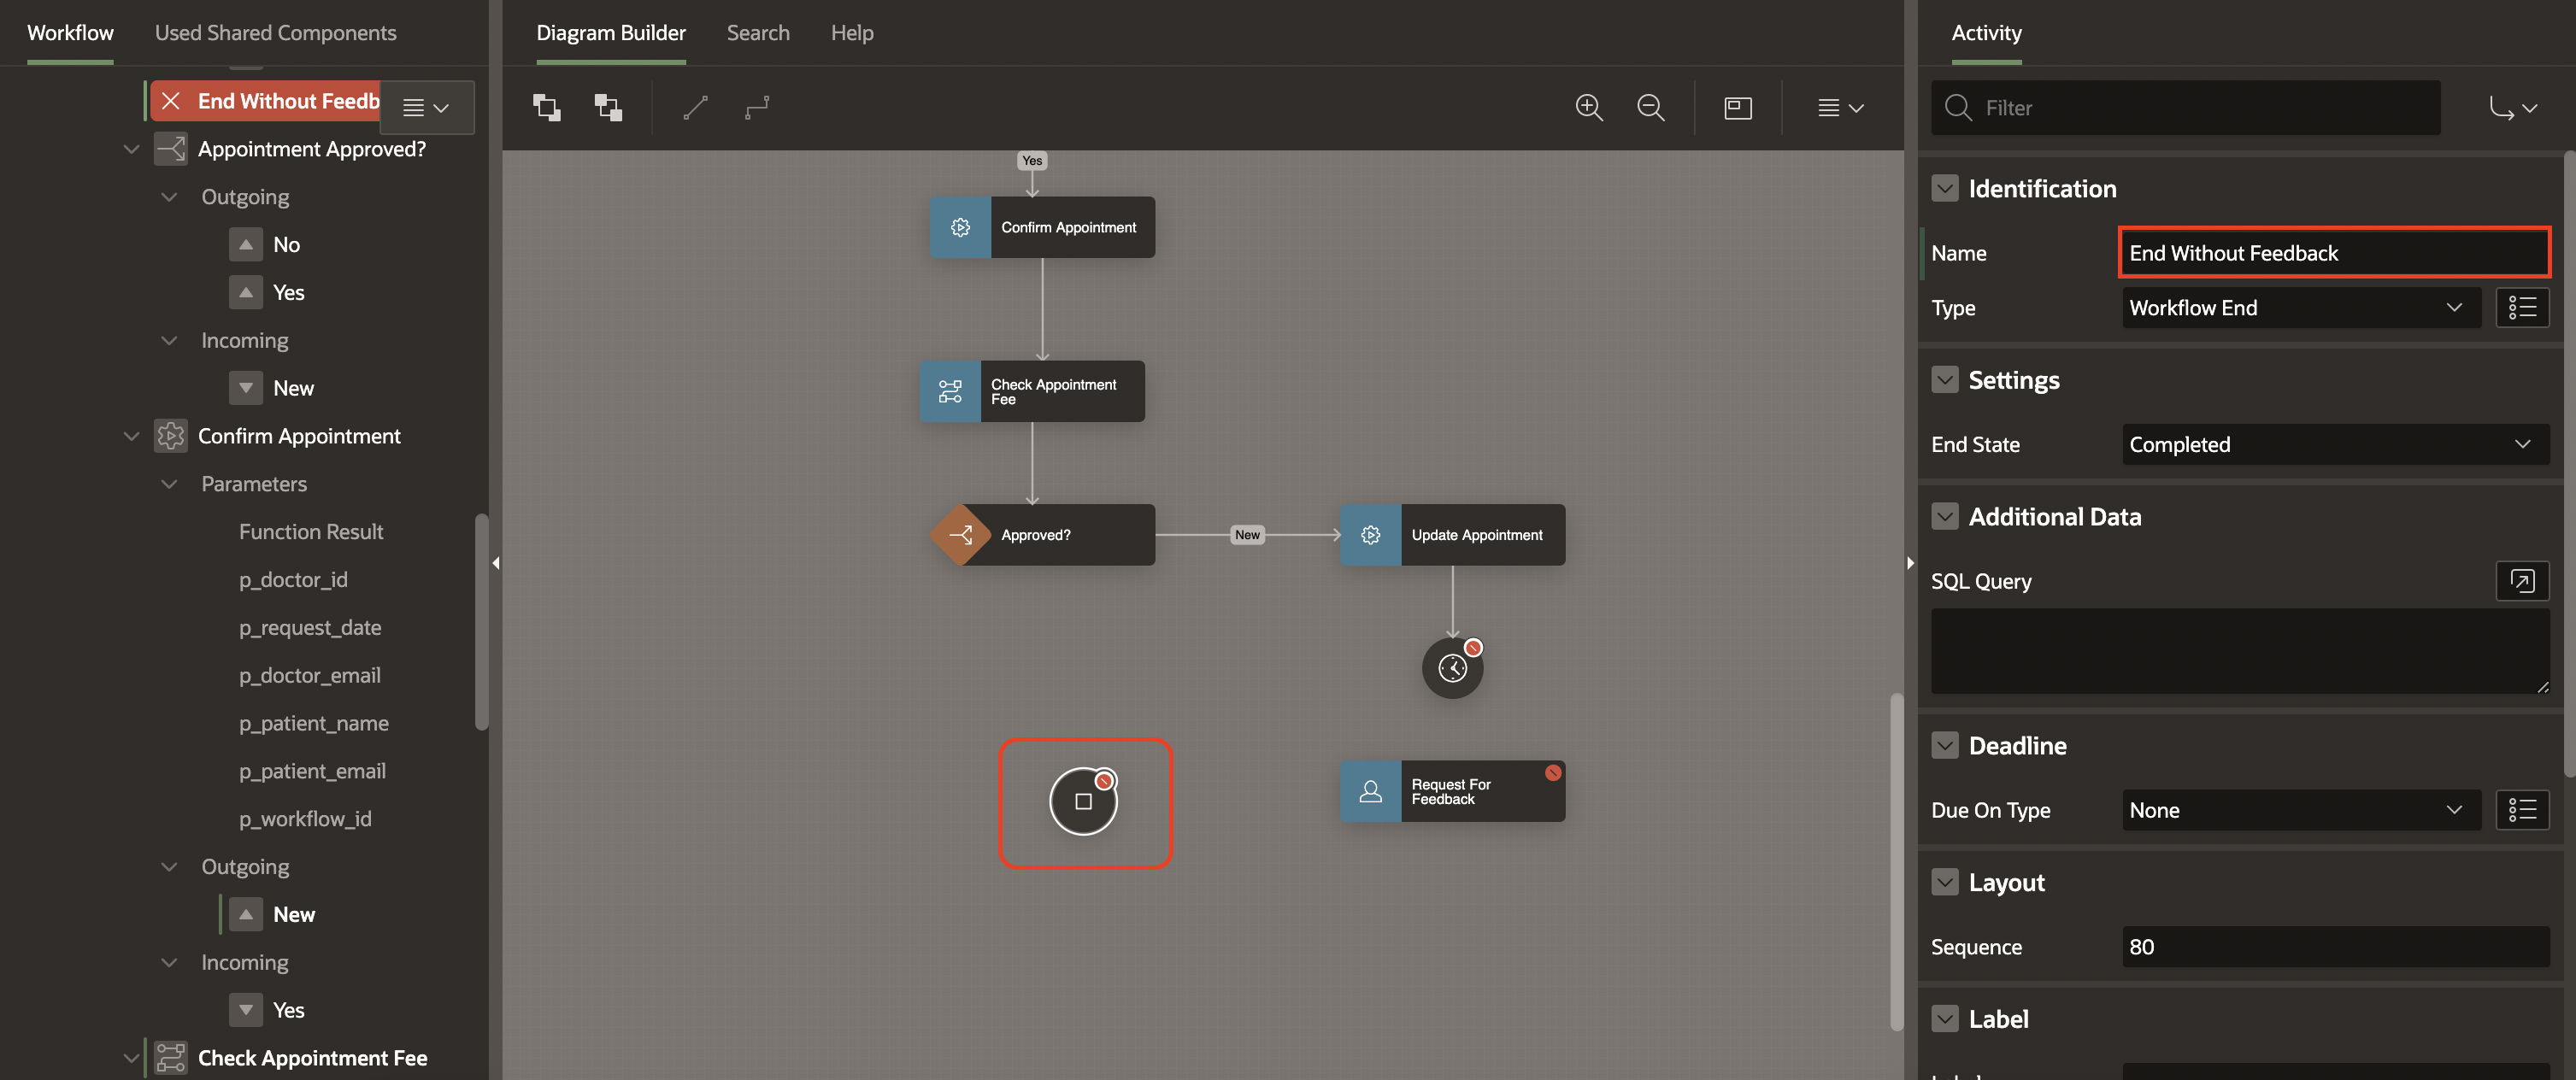 Workflow
Used Shared Components
End Without Feedb
Appointment Approved?
Outgoing
No
Yes
Incoming
New
Confirm Appointment
Parameters
Function Result
p_doctor_id
p_request_date
p_doctor_email
p_patient_name
p_patient_email
p_workflow_id
Outgoing
New
Incoming
Yes
Check Appointment Fee
Diagram Builder
Search
Help
Yes
Confirm Appointment
Check Appointment
Fee
Approved?
New
Update Appointment
Request For
Feedback
Activity
Filter
Identification
Name
End Without Feedback
Type
Workflow End
Settings
End State
Completed
Additional Data
SQL Query
Deadline
Due On Type
None
Layout
Sequence
80
Label